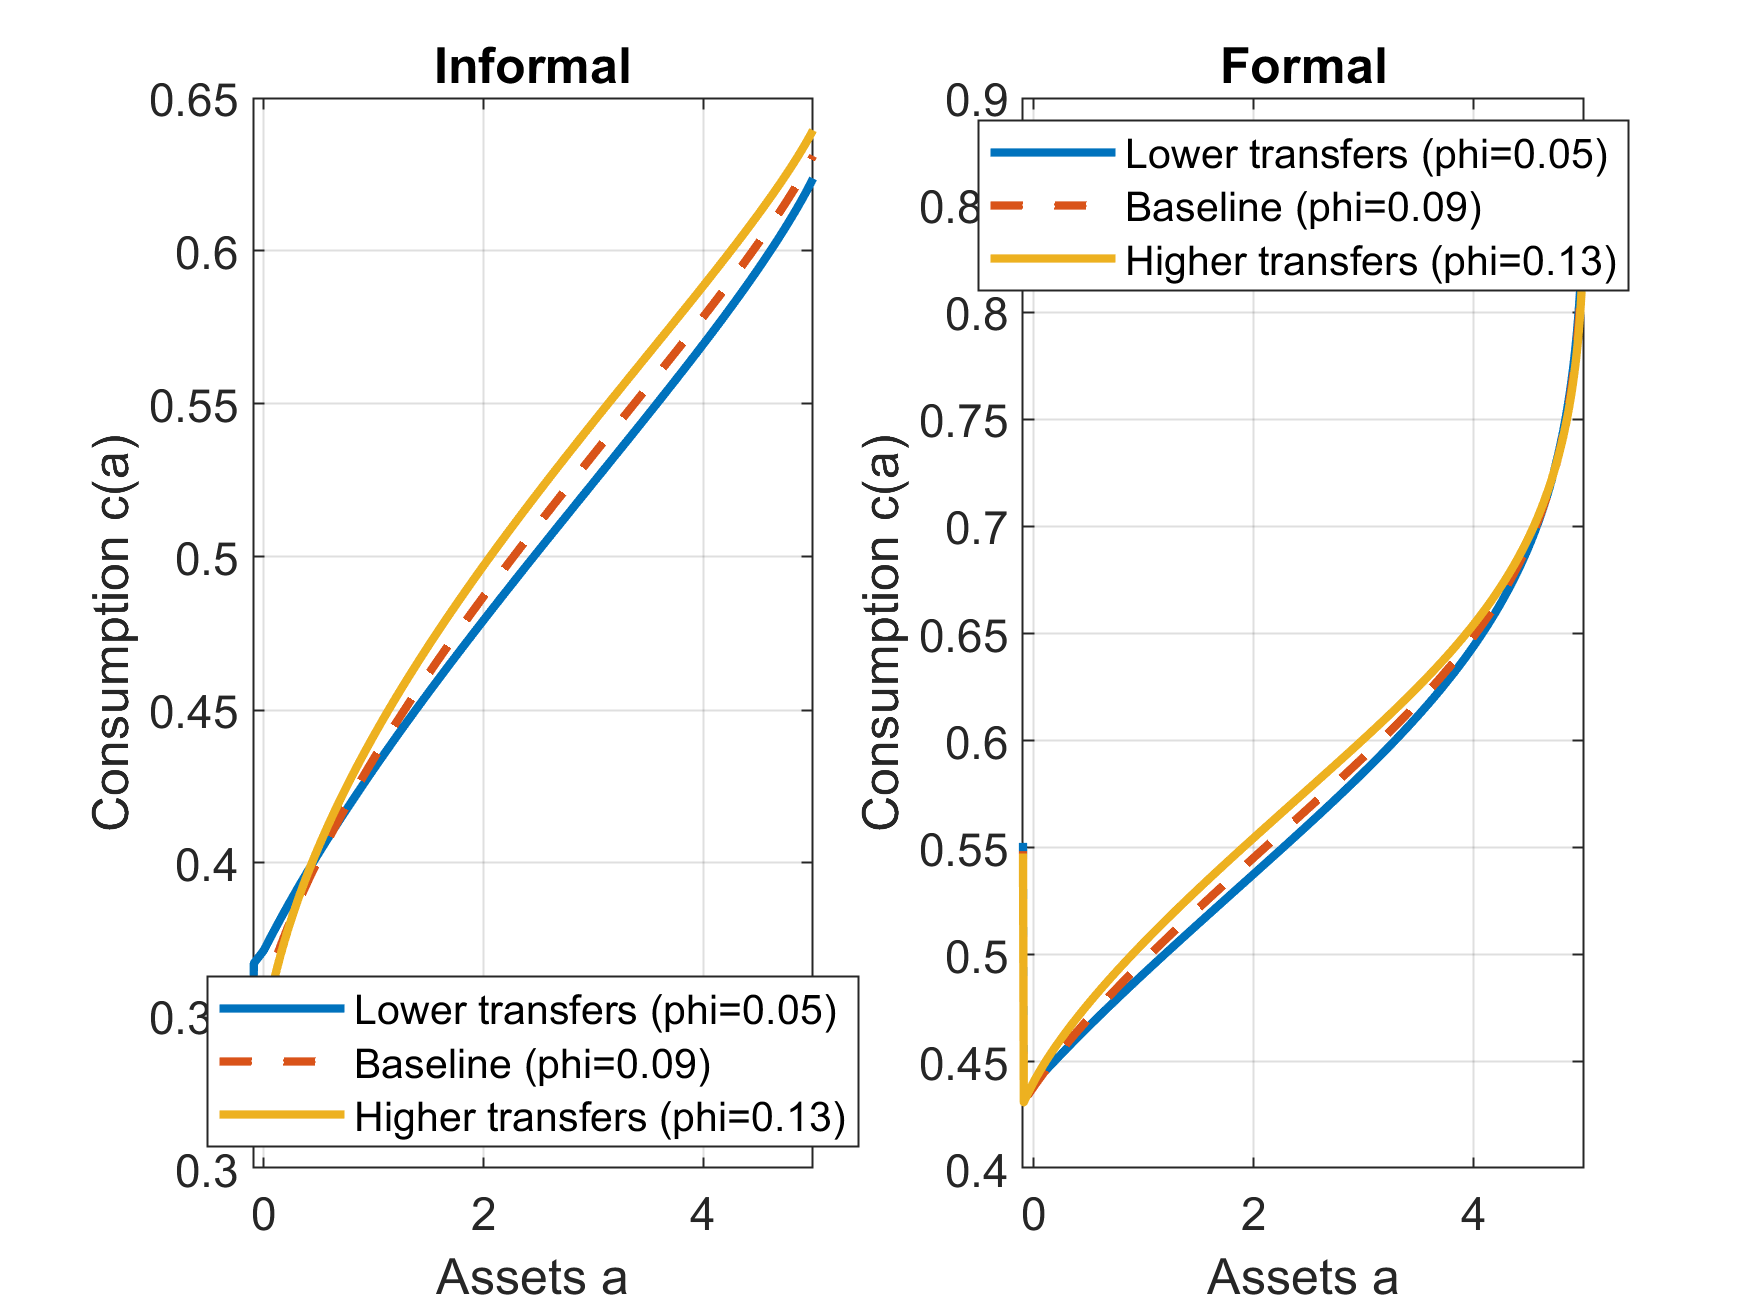 Informal
0.65
0.6
0.55
0.5
0.45
0.4
0.3
0.3
0
2
4
Consumption c(a)
Assets a
Lower transfers (phi=0.05)
Baseline (phi=0.09)
Higher transfers (phi=0.13)
Formal
0.9
0.8
0.8
0.75
0.7
0.65
0.6
0.55
0.5
0.45
0.4
0
2
4
Consumption c(a)
Assets a
Lower transfers (phi=0.05)
Baseline (phi=0.09)
Higher transfers (phi=0.13)